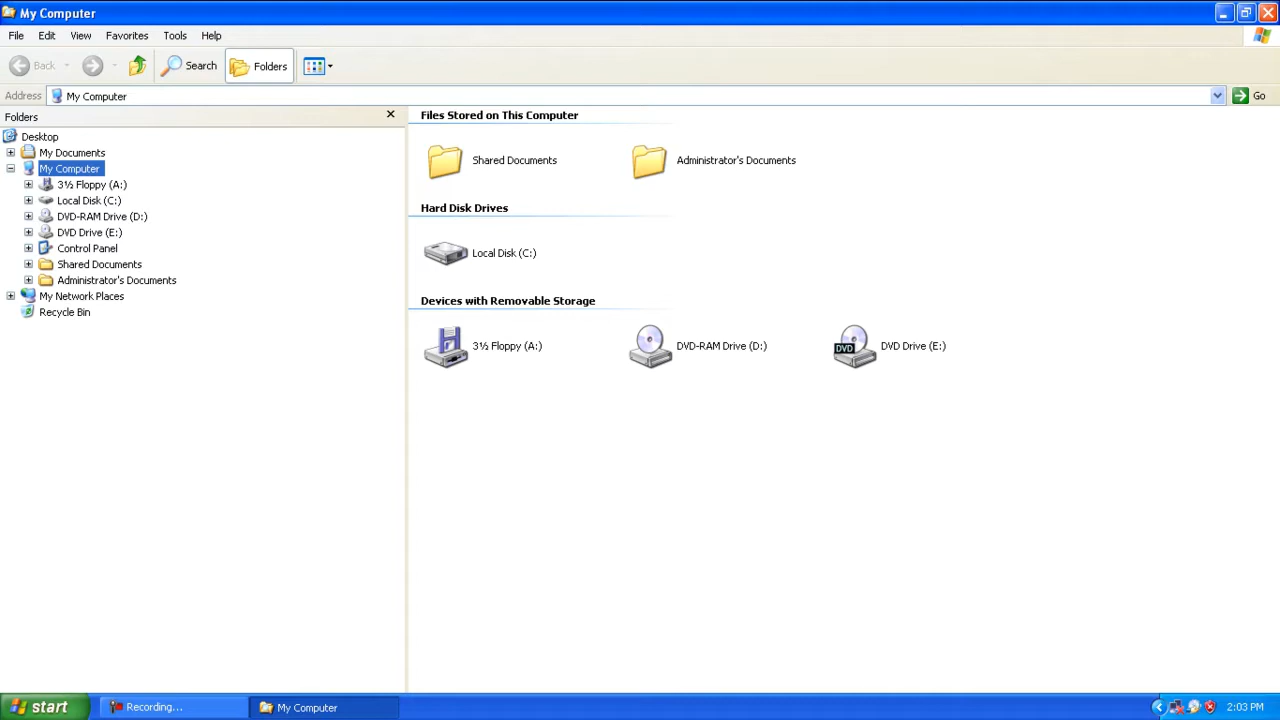 My Computer
File Edit View Favorites Tools Help
Back Search Folders
Address My Computer Go
Folders
Desktop
My Documents
My Computer
3½ Floppy (A:)
Local Disk (C:)
DVD-RAM Drive (D:)
DVD Drive (E:)
Control Panel
Shared Documents
Administrator's Documents
My Network Places
Recycle Bin
Files Stored on This Computer
Shared Documents Administrator's Documents
Hard Disk Drives
Local Disk (C:)
Devices with Removable Storage
3½ Floppy (A:) DVD-RAM Drive (D:) DVD DVD Drive (E:)
start Recording... My Computer 2:03 PM